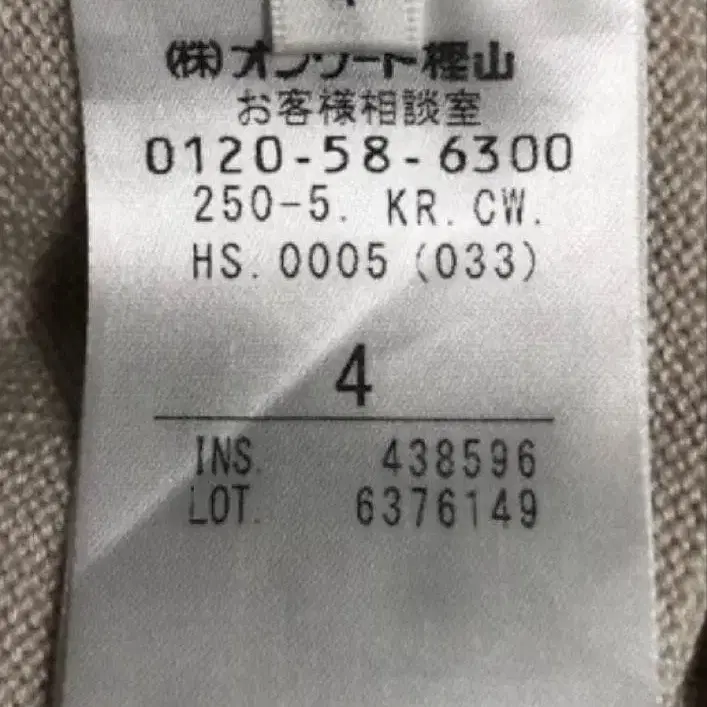 (株)オンワード樫山
お客様相談室
0120-58-6300
250-5. KR.CW.
HS.0005(033)
4
INS. 438596
LOT. 6376149